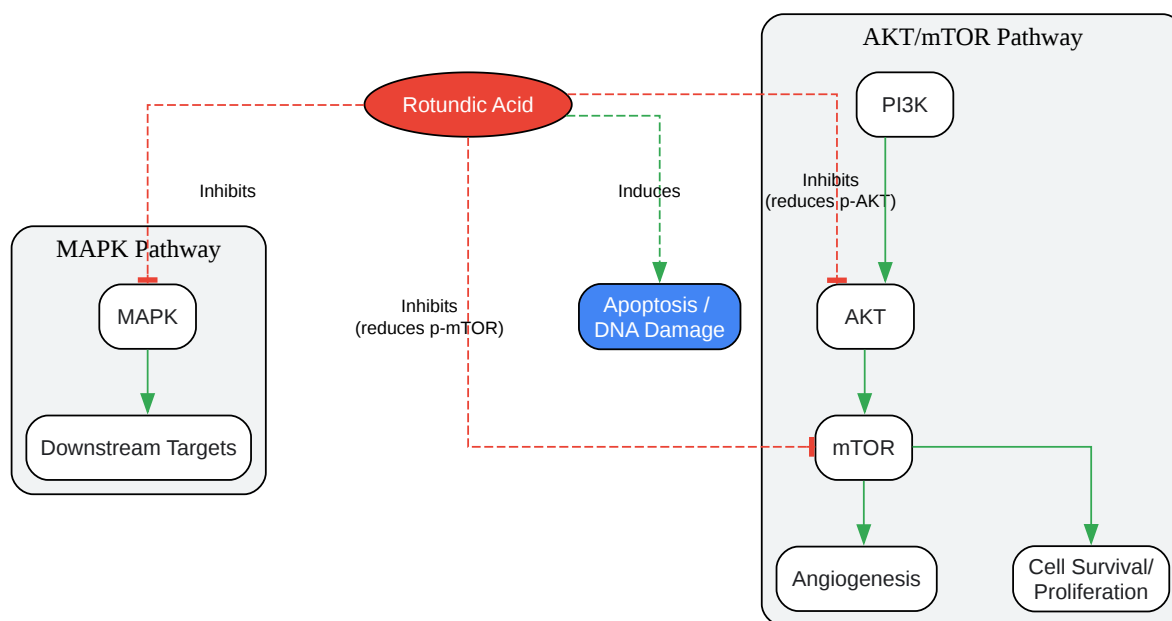 AKT/mTOR Pathway
PI3K
Rotundic Acid
Inhibits
Induces
Inhibits
(reduces p-AKT)
MAPK Pathway
MAPK
Inhibits
(reduces p-mTOR)
Apoptosis /
DNA Damage
AKT
Downstream Targets
mTOR
Angiogenesis
Cell Survival/
Proliferation